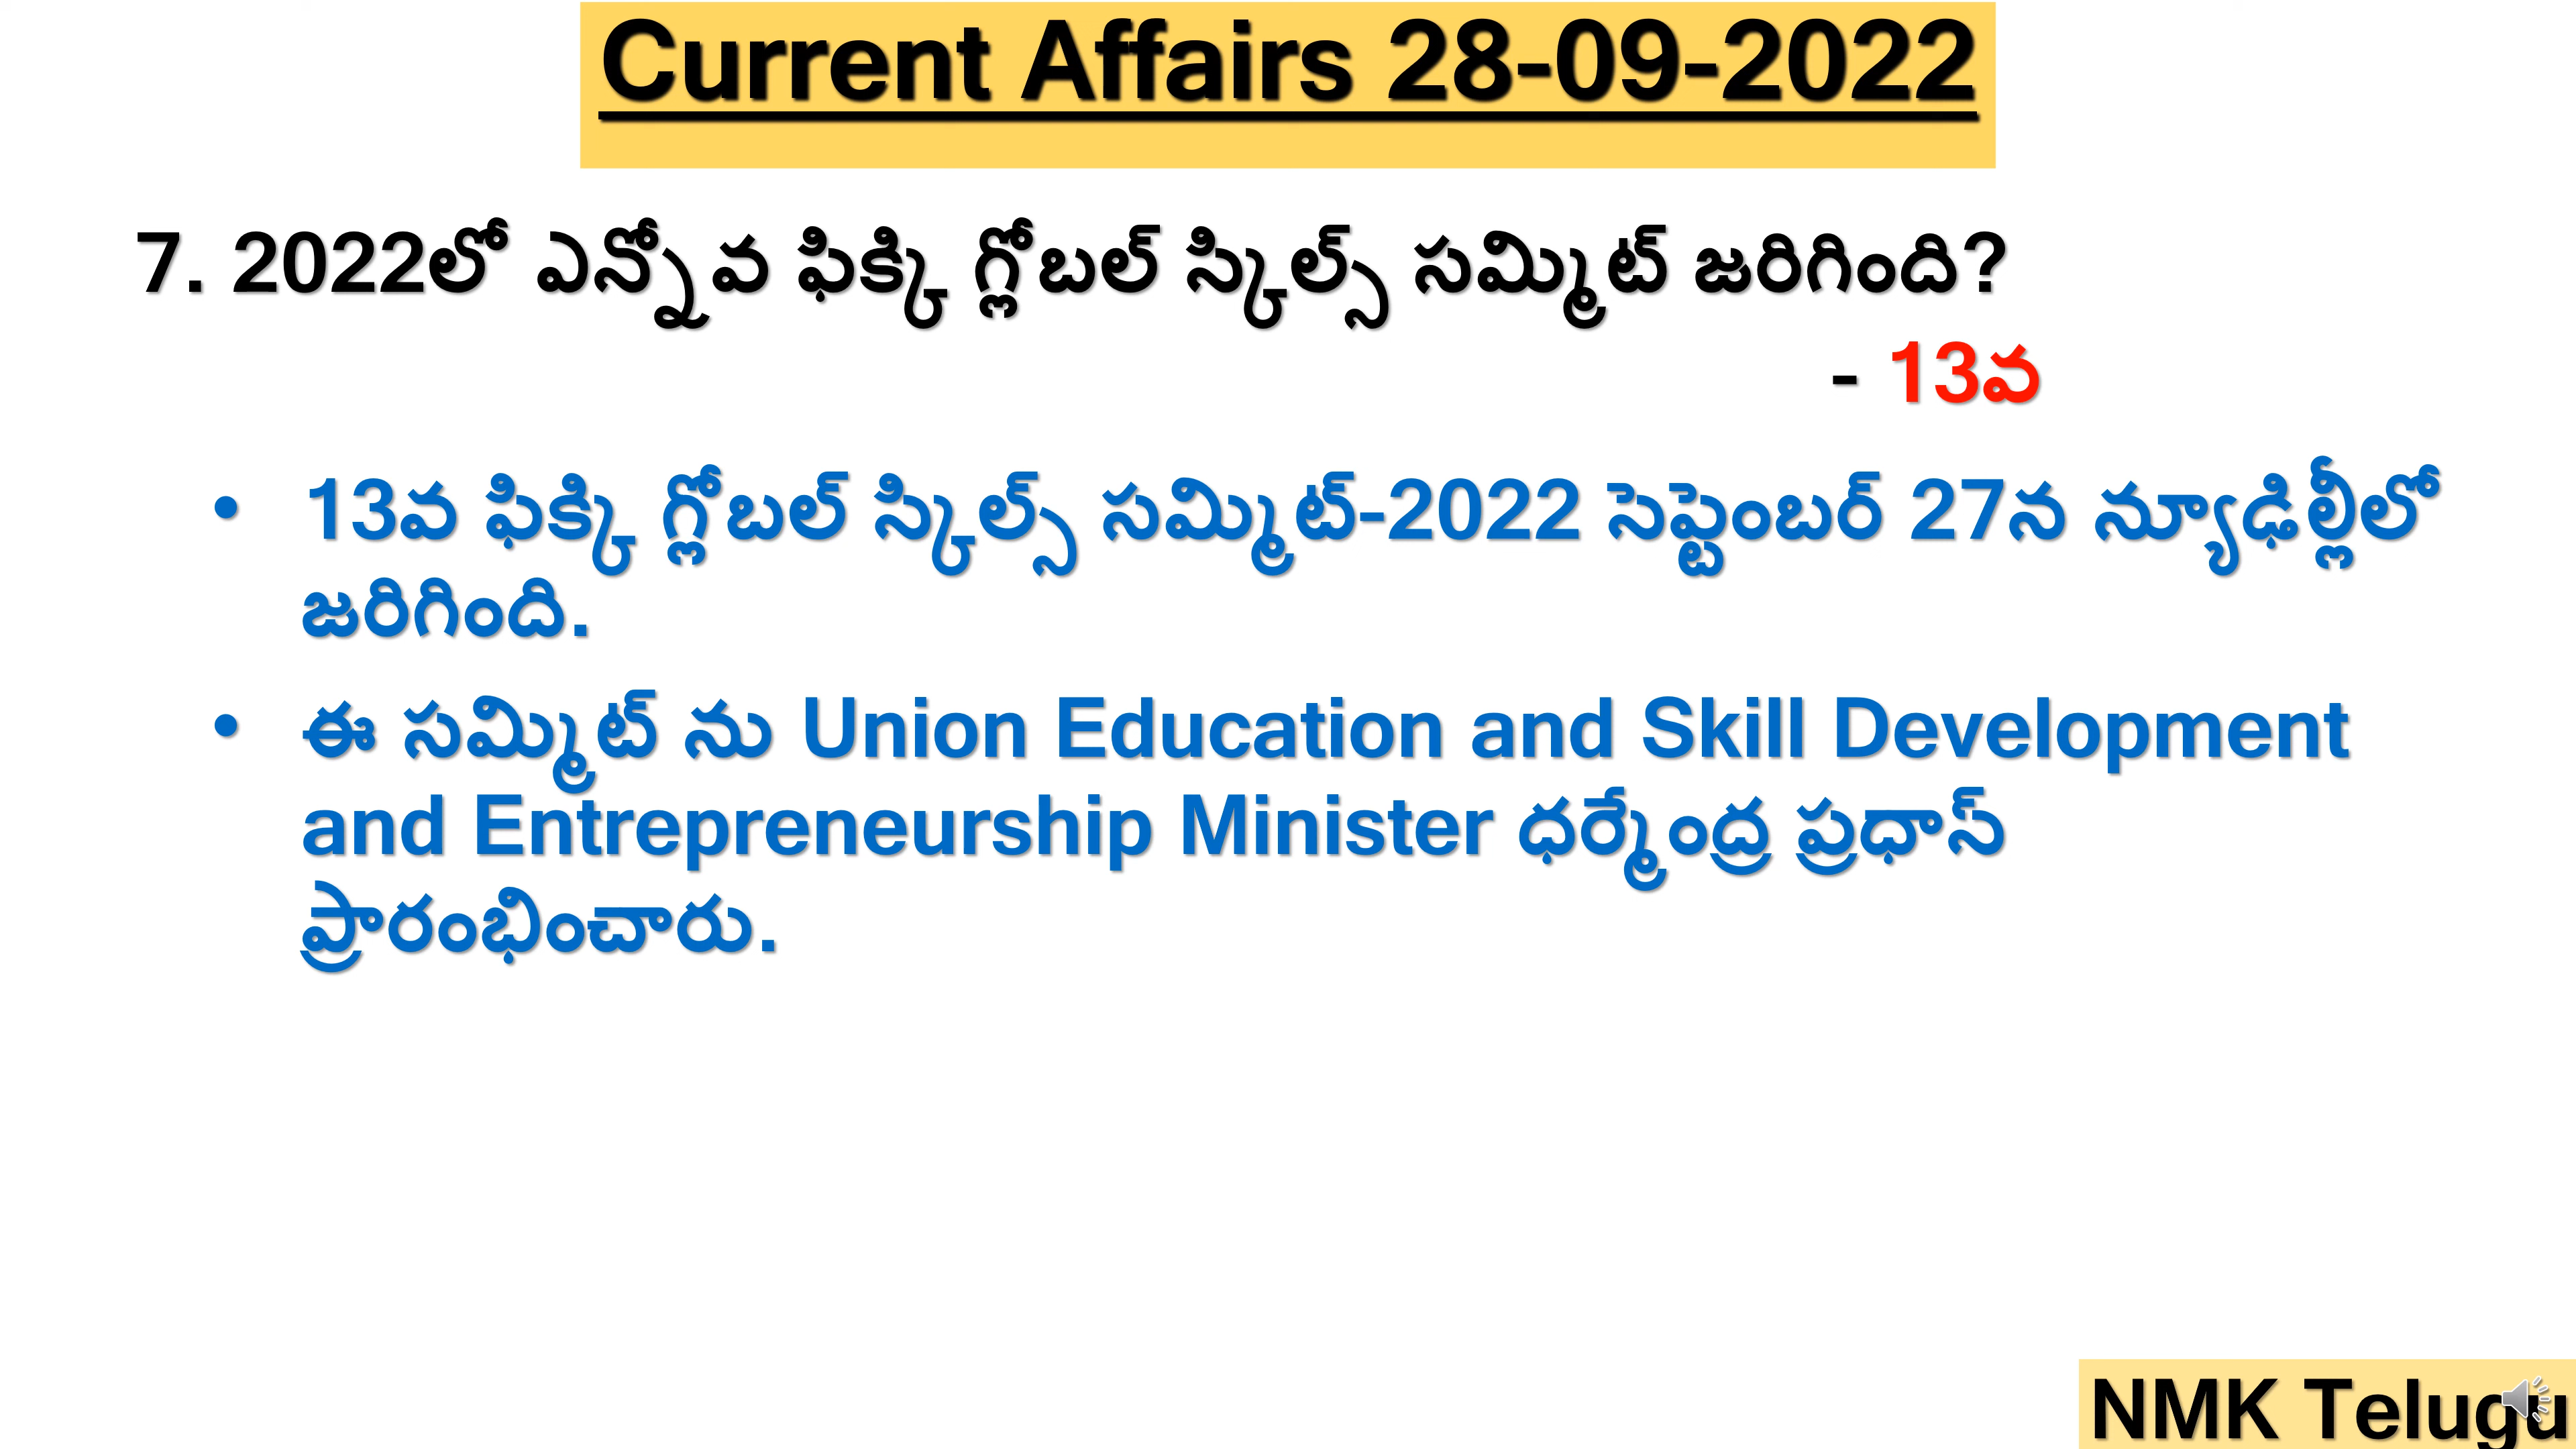 Current Affairs 28-09-2022
7. 2022లో ఎన్నోవ ఫిక్కి గ్లోబల్ స్కిల్స్ సమ్మిట్ జరిగింది?
- 13వ
• 13వ ఫిక్కి గ్లోబల్ స్కిల్స్ సమ్మిట్-2022 సెప్టెంబర్ 27న న్యూఢిల్లీలో
జరిగింది.
• ఈ సమ్మిట్ ను Union Education and Skill Development
and Entrepreneurship Minister ధర్మేంద్ర ప్రధాస్
ప్రారంభించారు.
NMK Telugu